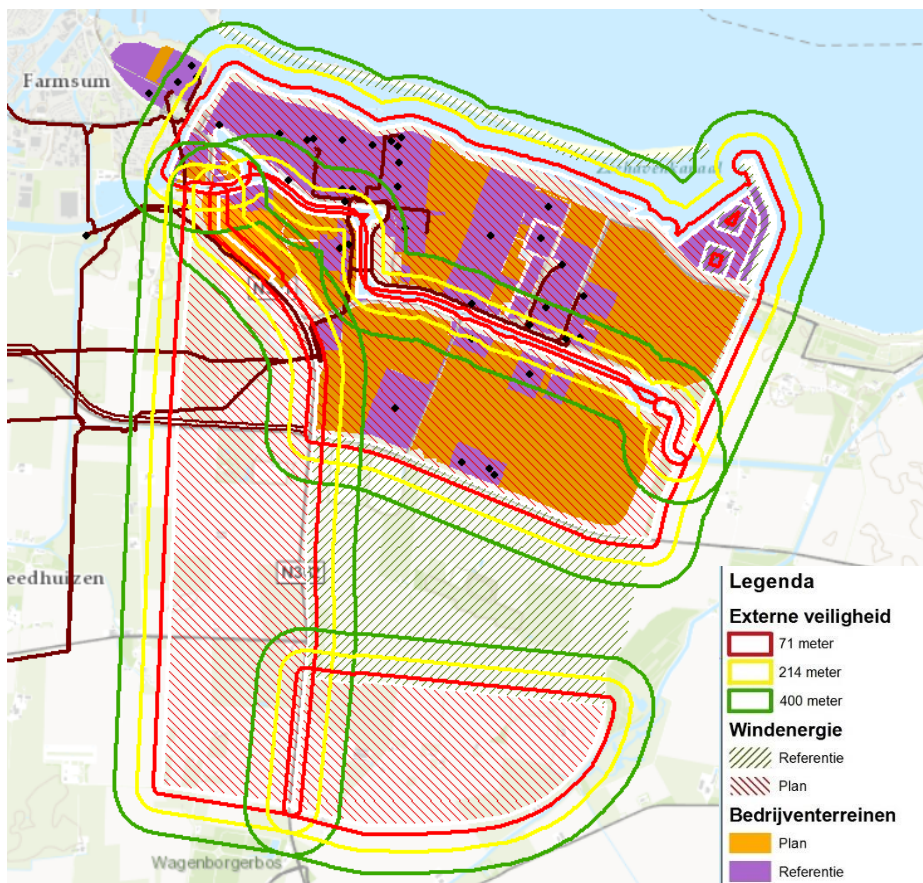 Farmsum
Zeehavenkanaal
eedhuizen
N3
Wagenborgerbos
Legenda
Externe veiligheid
71 meter
214 meter
400 meter
Windenergie
Referentie
Plan
Bedrijventerreinen
Plan
Referentie